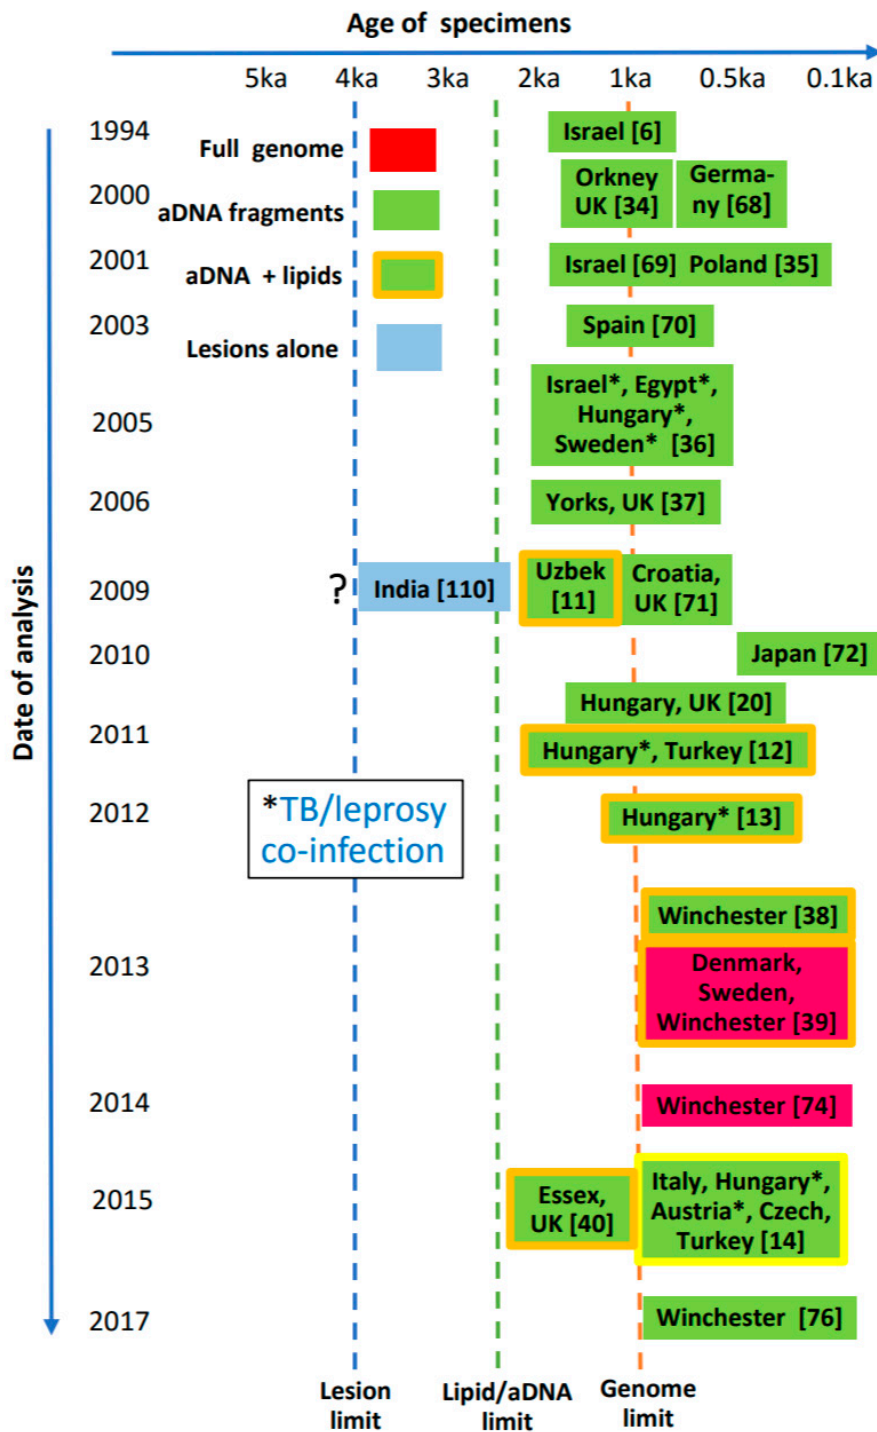 Age of specimens
5ka 4ka 3ka 2ka 1ka 0.5ka 0.1ka
Date of analysis
1994
Full genome
Israel [6]
2000
aDNA fragments
Orkney
UK [34]
Germa-
ny [68]
2001
aDNA + lipids
Israel [69] Poland [35]
2003
Lesions alone
Spain [70]
2005
Israel*, Egypt*,
Hungary*,
Sweden* [36]
2006
Yorks, UK [37]
2009
?
India [110]
Uzbek
[11]
Croatia,
UK [71]
2010
Japan [72]
Hungary, UK [20]
2011
Hungary*, Turkey [12]
2012
*TB/leprosy
co-infection
Hungary* [13]
Winchester [38]
2013
Denmark,
Sweden,
Winchester [39]
2014
Winchester [74]
2015
Essex,
UK [40]
Italy, Hungary*,
Austria*, Czech,
Turkey [14]
2017
Winchester [76]
Lesion
limit
Lipid/aDNA
limit
Genome
limit